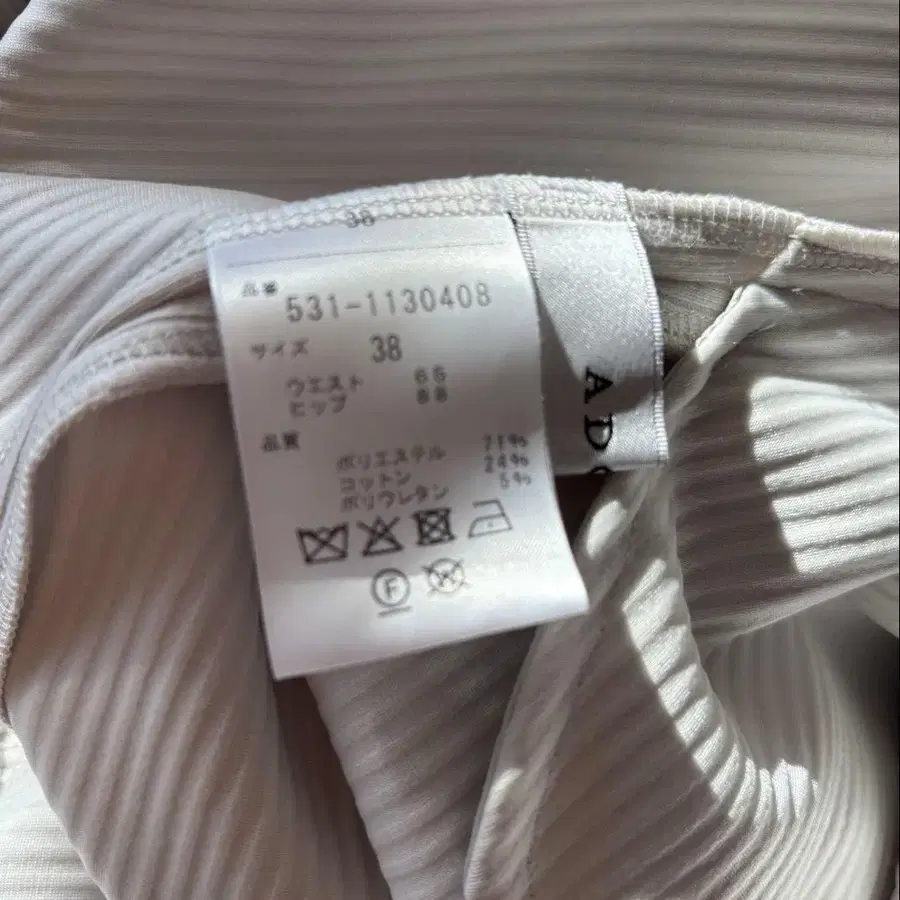 38
品番
531-1130408
サイズ 38
ウエスト 66
ヒップ 88
品質
ポリエステル 71%
コットン 24%
ポリウレタン 5%
F
AD